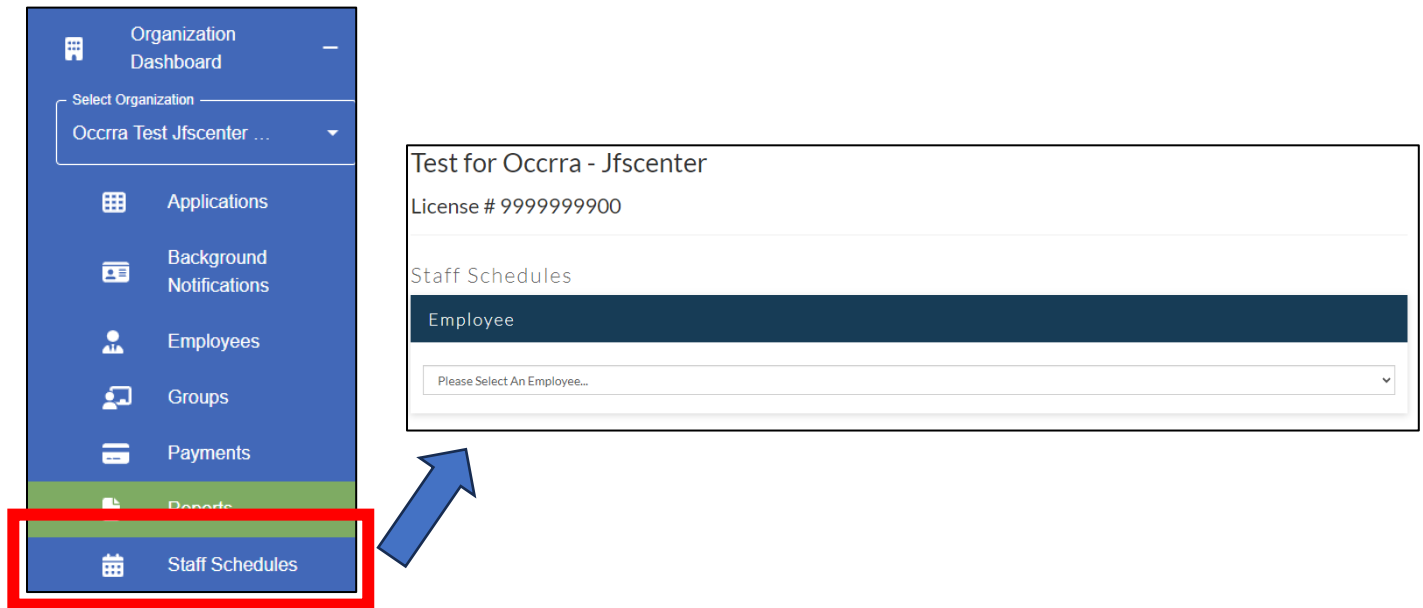 Organization
Dashboard
Select Organization
Occrra Test Jfscenter ...
Applications
Background
Notifications
Employees
Groups
Payments
Reports
Staff Schedules
Test for Occrra - Jfscenter
License # 9999999900
Staff Schedules
Employee
Please Select An Employee...